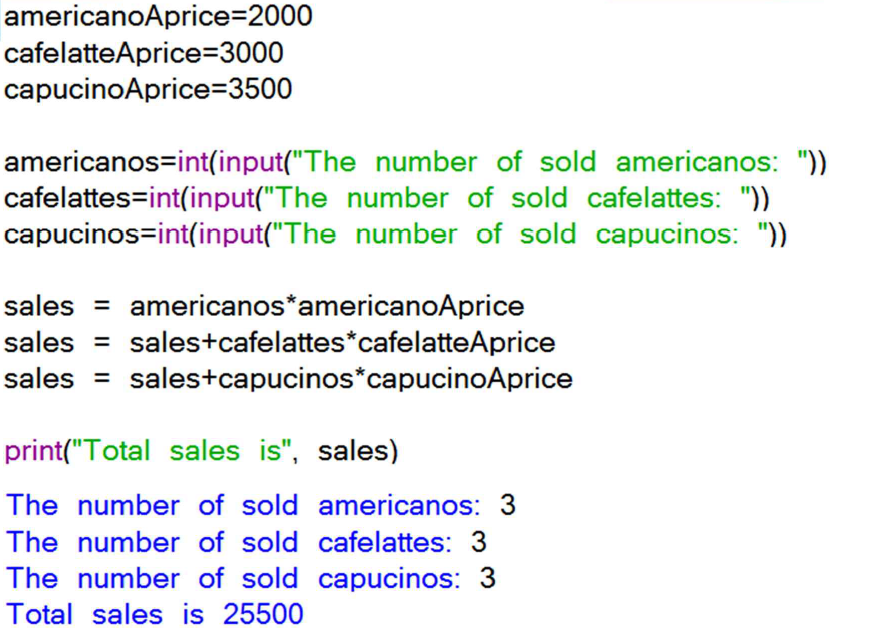 americanoAprice=2000
cafelatteAprice=3000
capucinoAprice=3500
americanos=int(input("The number of sold americanos: "))
cafelattes=int(input("The number of sold cafelattes: "))
capucinos=int(input("The number of sold capucinos: "))
sales = americanos*americanoAprice
sales = sales+cafelattes*cafelatteAprice
sales = sales+capucinos*capucinoAprice
print("Total sales is", sales)
The number of sold americanos: 3
The number of sold cafelattes: 3
The number of sold capucinos: 3
Total sales is 25500